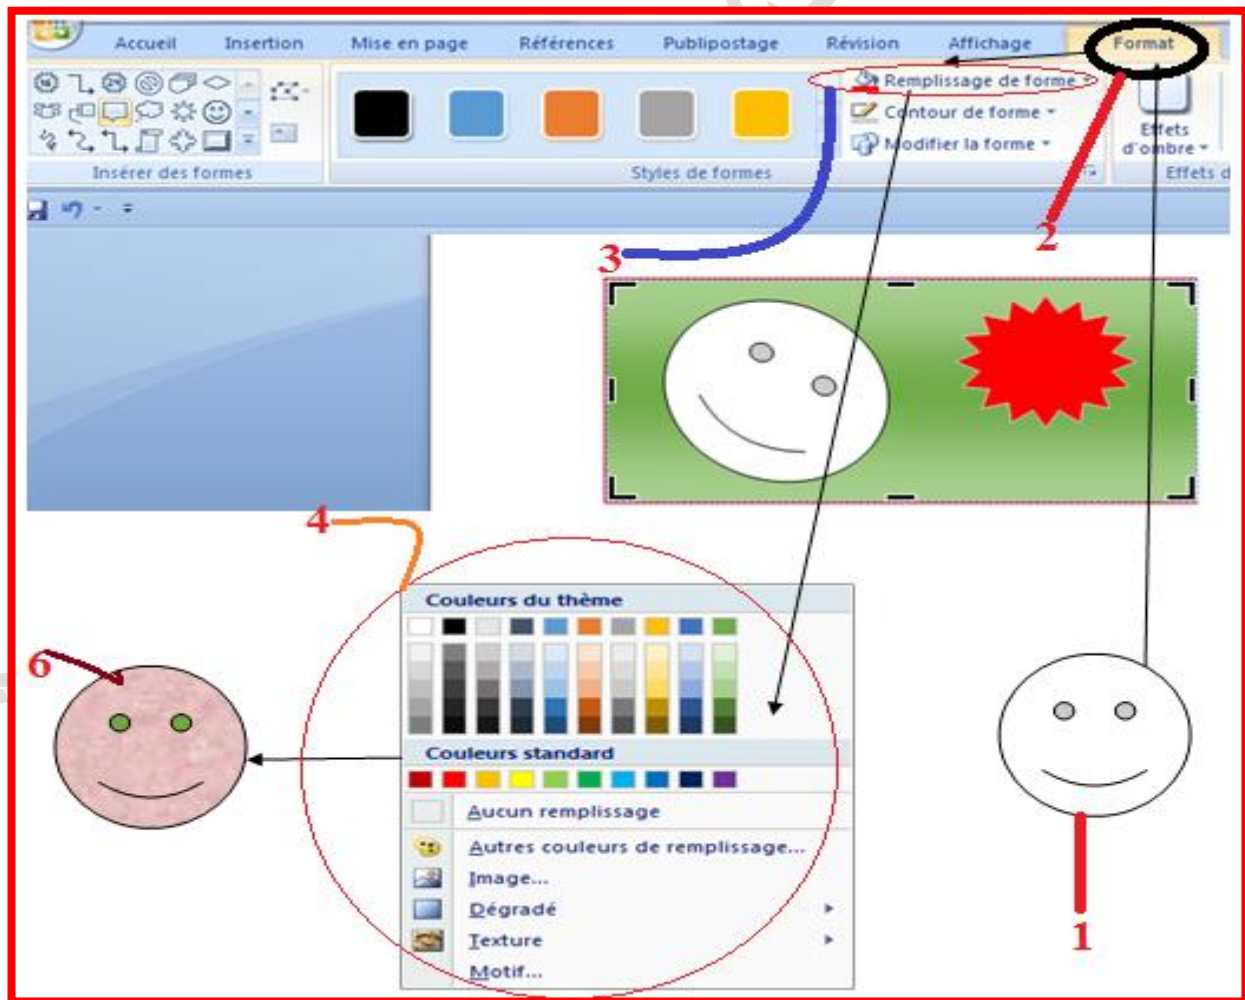 Accueil Insertion Mise en page Références Publipostage Révision Affichage Format
Remplissage de forme
Contour de forme
Modifier la forme
Effets
d'ombre
Insérer des formes Styles de formes Effets d
2
3
4
Couleurs du thème
6
Couleurs standard
Aucun remplissage
Autres couleurs de remplissage...
Image...
Dégradé
Texture
Motif...
1